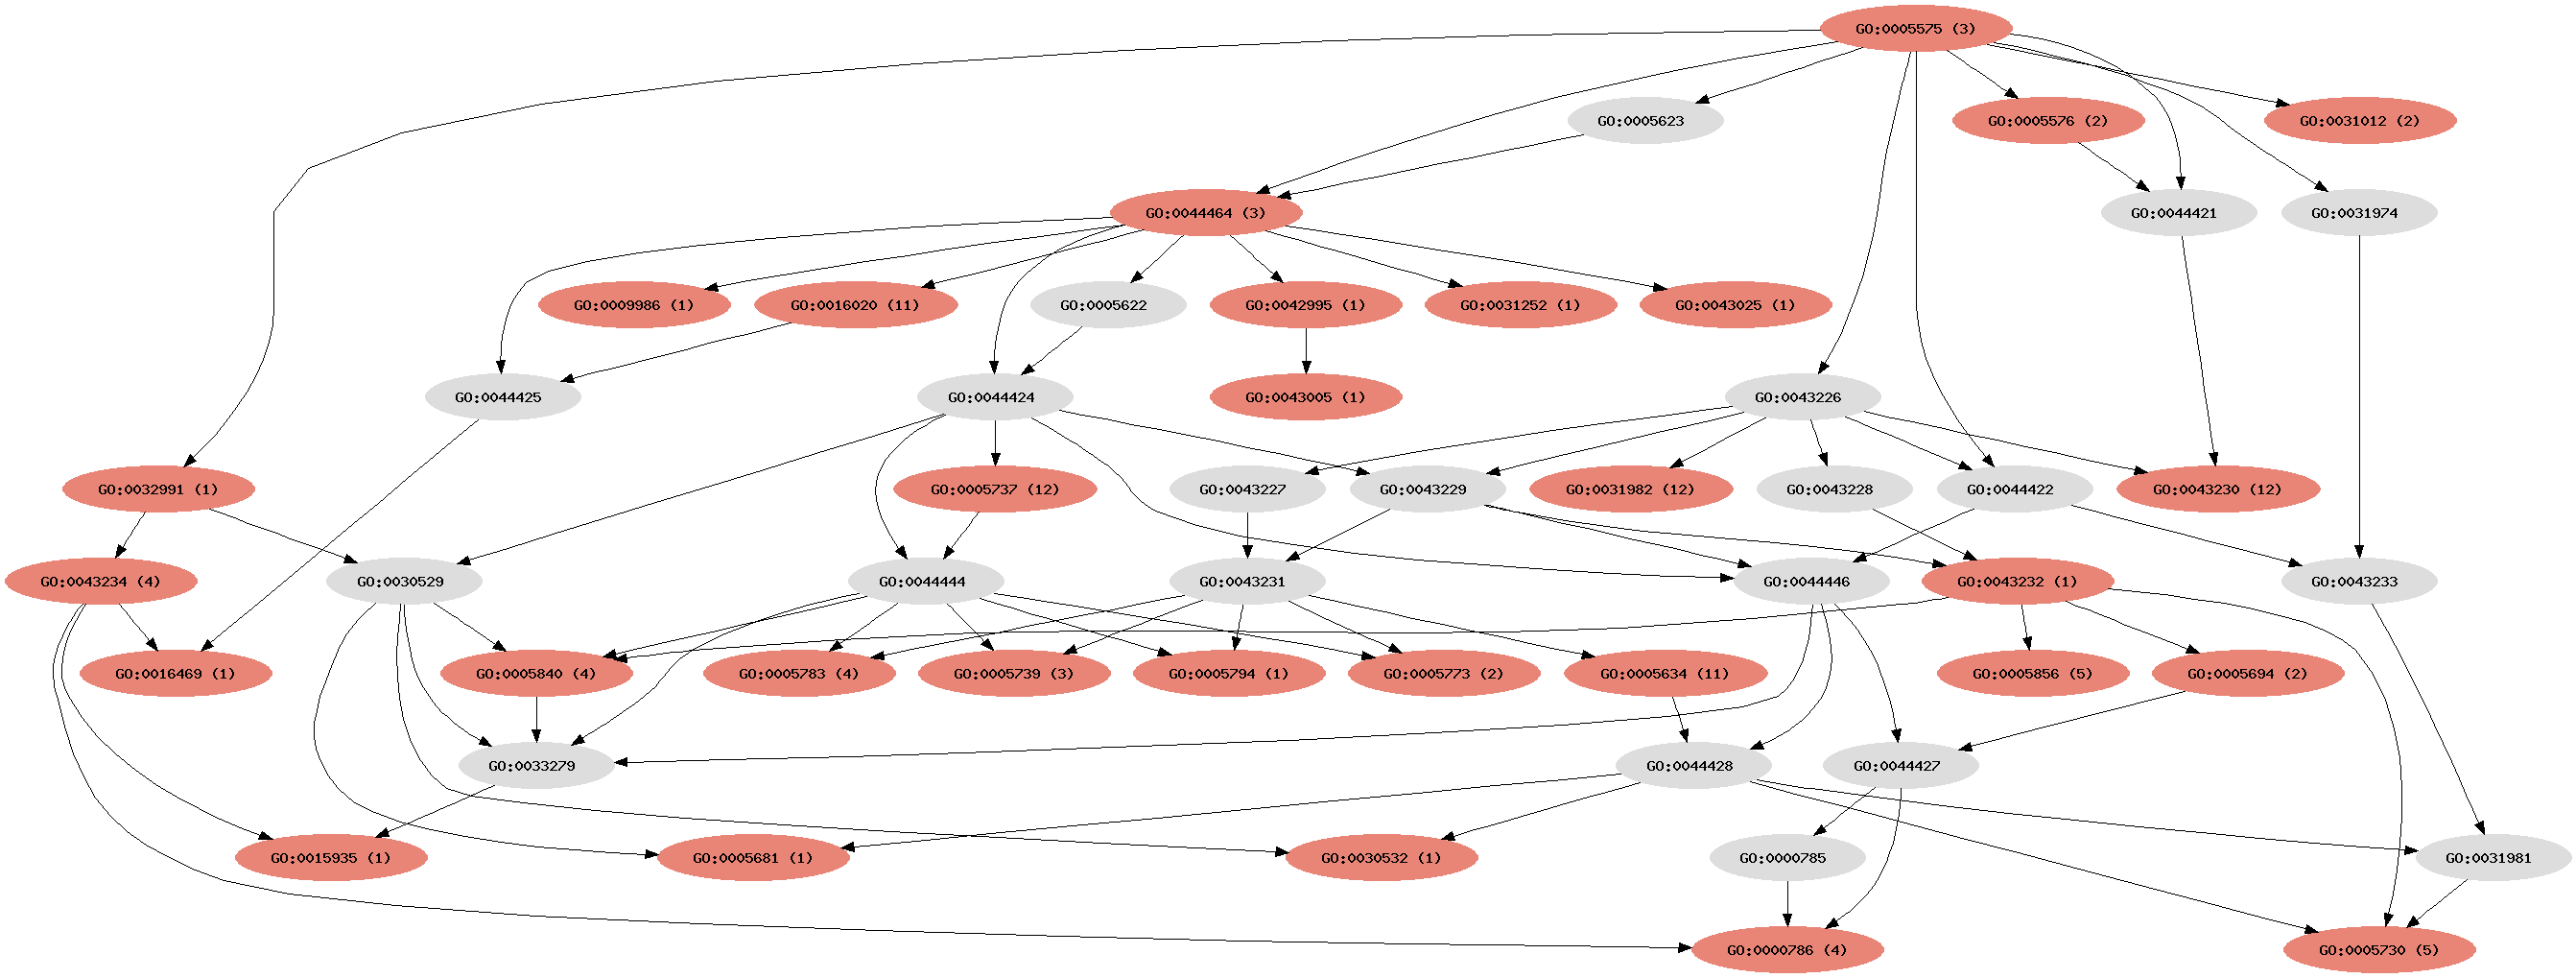 GO:0005575 (3)
GO:0005623
GO:0005576 (2)
GO:0031012 (2)
GO:0044464 (3)
GO:0044421
GO:0031974
GO:0009986 (1)
GO:0016020 (11)
GO:0005622
GO:0042995 (1)
GO:0031252 (1)
GO:0043025 (1)
GO:0044425
GO:0044424
GO:0043005 (1)
GO:0043226
GO:0032991 (1)
GO:0005737 (12)
GO:0043227
GO:0043229
GO:0031982 (12)
GO:0043228
GO:0044422
GO:0043230 (12)
GO:0043234 (4)
GO:0030529
GO:0044444
GO:0043231
GO:0044446
GO:0043232 (1)
GO:0043233
GO:0016469 (1)
GO:0005840 (4)
GO:0005783 (4)
GO:0005739 (3)
GO:0005794 (1)
GO:0005773 (2)
GO:0005634 (11)
GO:0005856 (5)
GO:0005694 (2)
GO:0033279
GO:0044428
GO:0044427
GO:0015935 (1)
GO:0005681 (1)
GO:0030532 (1)
GO:0000785
GO:0031981
GO:0000786 (4)
GO:0005730 (5)